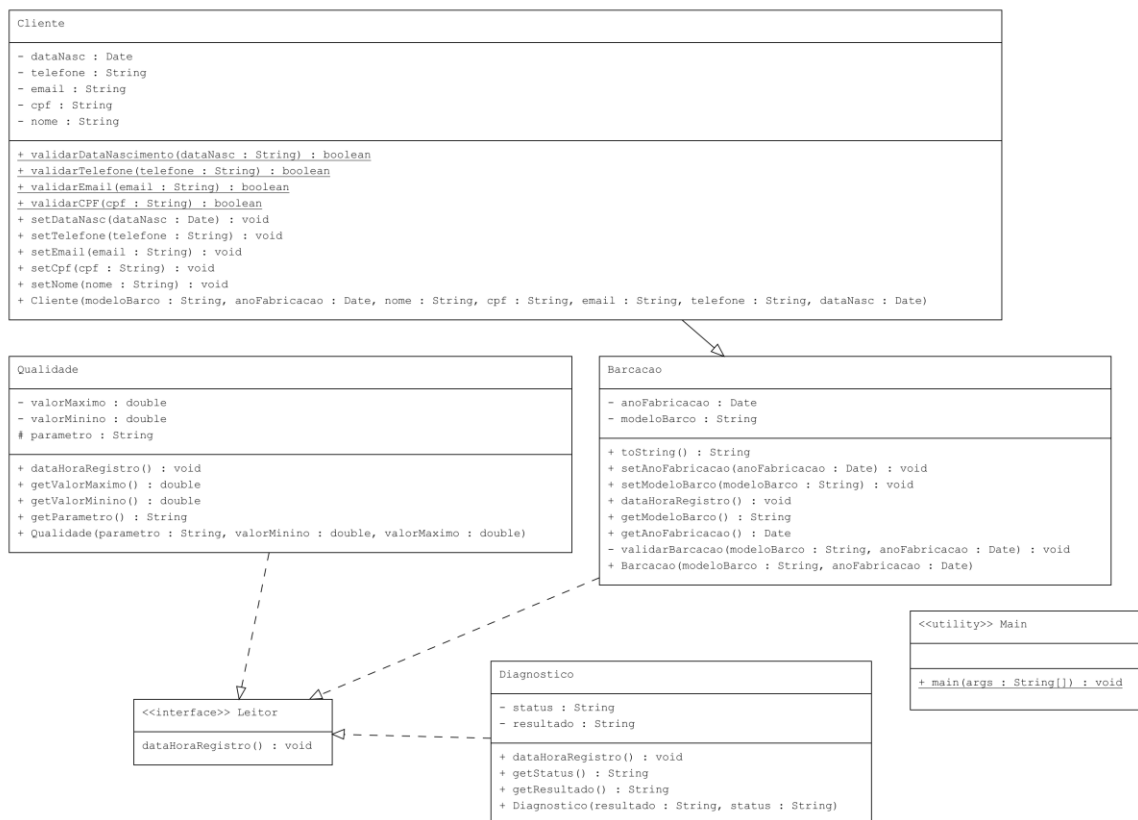 Cliente
- dataNasc : Date
- telefone : String
- email : String
- cpf : String
- nome : String
+ validarDataNascimento(dataNasc : String) : boolean
+ validarTelefone(telefone : String) : boolean
+ validarEmail(email : String) : boolean
+ validarCPF(cpf : String) : boolean
+ setDataNasc(dataNasc : Date) : void
+ setTelefone(telefone : String) : void
+ setEmail(email : String) : void
+ setCpf(cpf : String) : void
+ setNome(nome : String) : void
+ Cliente(modeloBarco : String, anoFabricacao : Date, nome : String, cpf : String, email : String, telefone : String, dataNasc : Date)
Qualidade
- valorMaximo : double
- valorMinino : double
# parametro : String
+ dataHoraRegistro() : void
+ getValorMaximo() : double
+ getValorMinino() : double
+ getParametro() : String
+ Qualidade(parametro : String, valorMinino : double, valorMaximo : double)
Barcacao
- anoFabricacao : Date
- modeloBarco : String
+ toString() : String
+ setAnoFabricacao(anoFabricacao : Date) : void
+ setModeloBarco(modeloBarco : String) : void
+ dataHoraRegistro() : void
+ getModeloBarco() : String
+ getAnoFabricacao() : Date
- validarBarcacao(modeloBarco : String, anoFabricacao : Date) : void
+ Barcacao(modeloBarco : String, anoFabricacao : Date)
<<utility>> Main
+ main(args : String[]) : void
<<interface>> Leitor
dataHoraRegistro() : void
Diagnostico
- status : String
- resultado : String
+ dataHoraRegistro() : void
+ getStatus() : String
+ getResultado() : String
+ Diagnostico(resultado : String, status : String)